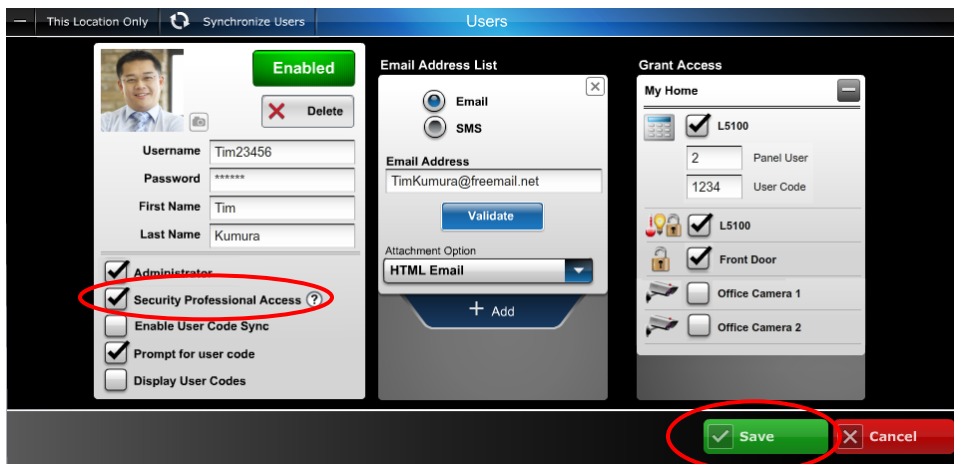 This Location Only
Synchronize Users
Users
Enabled
Delete
Username Tim23456
Password ******
First Name Tim
Last Name Kumura
Administrator
Security Professional Access ?
Enable User Code Sync
Prompt for user code
Display User Codes
Email Address List
Email
SMS
Email Address
TimKumura@freemail.net
Validate
Attachment Option
HTML Email
+ Add
Grant Access
My Home
L5100
2 Panel User
1234 User Code
L5100
Front Door
Office Camera 1
Office Camera 2
Save
Cancel